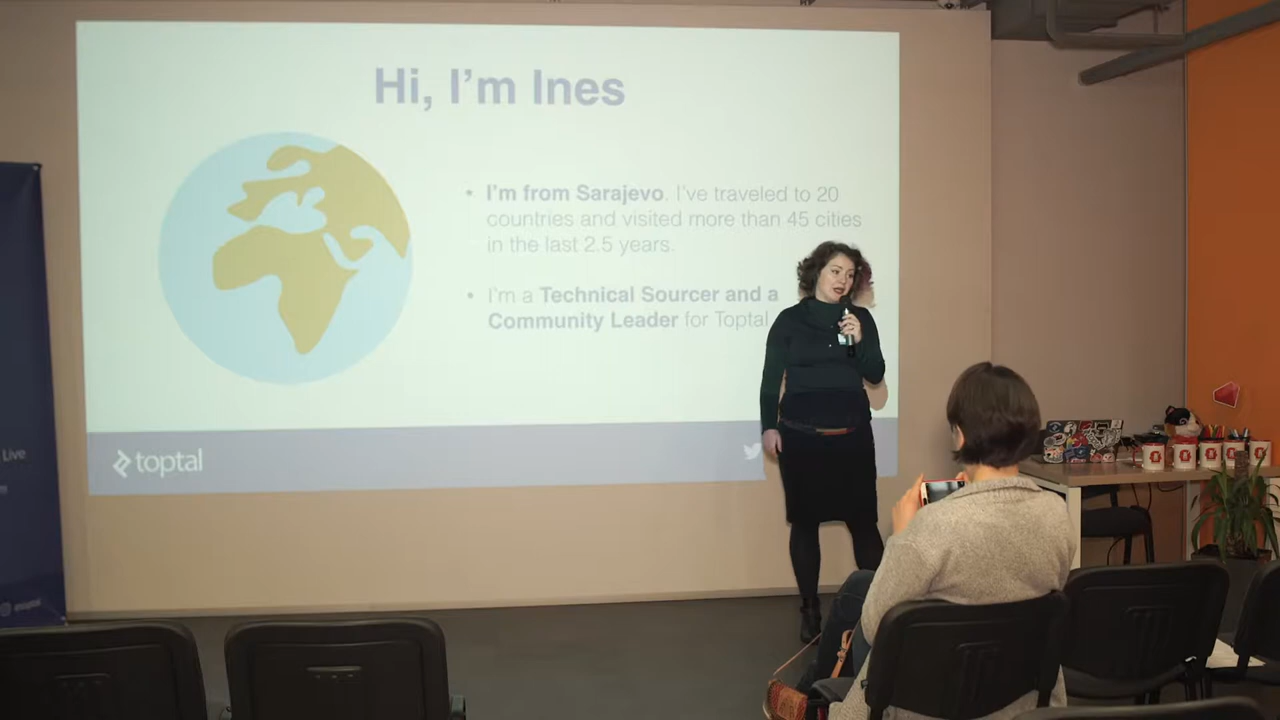 Hi, I'm Ines
• I'm from Sarajevo. I've traveled to 20
countries and visited more than 45 cities
in the last 2.5 years.
• I'm a Technical Sourcer and a
Community Leader for Toptal
toptal
Live